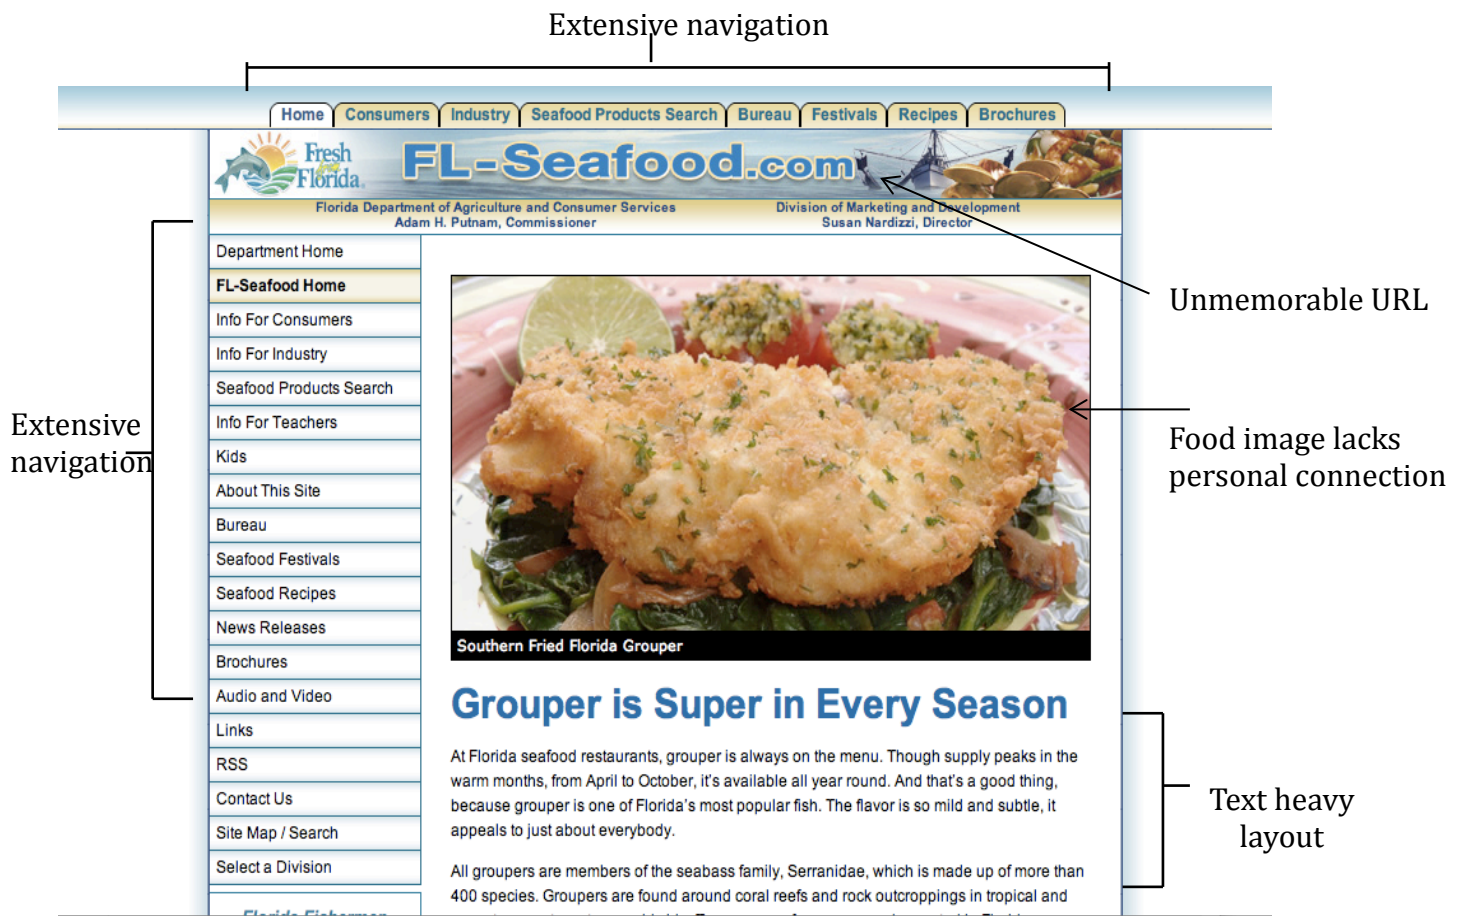 Extensive navigation
Home Consumers Industry Seafood Products Search Bureau Festivals Recipes Brochures
Fresh
from
Florida
FL-Seafood.com
Florida Department of Agriculture and Consumer Services
Adam H. Putnam, Commissioner
Division of Marketing and Development
Susan Nardizzi, Director
Department Home
FL-Seafood Home
Info For Consumers
Info For Industry
Seafood Products Search
Info For Teachers
Kids
About This Site
Bureau
Seafood Festivals
Seafood Recipes
News Releases
Brochures
Audio and Video
Links
RSS
Contact Us
Site Map / Search
Select a Division
Extensive
navigation
Unmemorable URL
Food image lacks
personal connection
Southern Fried Florida Grouper
Grouper is Super in Every Season
At Florida seafood restaurants, grouper is always on the menu. Though supply peaks in the
warm months, from April to October, it's available all year round. And that's a good thing,
because grouper is one of Florida's most popular fish. The flavor is so mild and subtle, it
appeals to just about everybody.
All groupers are members of the seabass family, Serranidae, which is made up of more than
400 species. Groupers are found around coral reefs and rock outcroppings in tropical and
Text heavy
layout